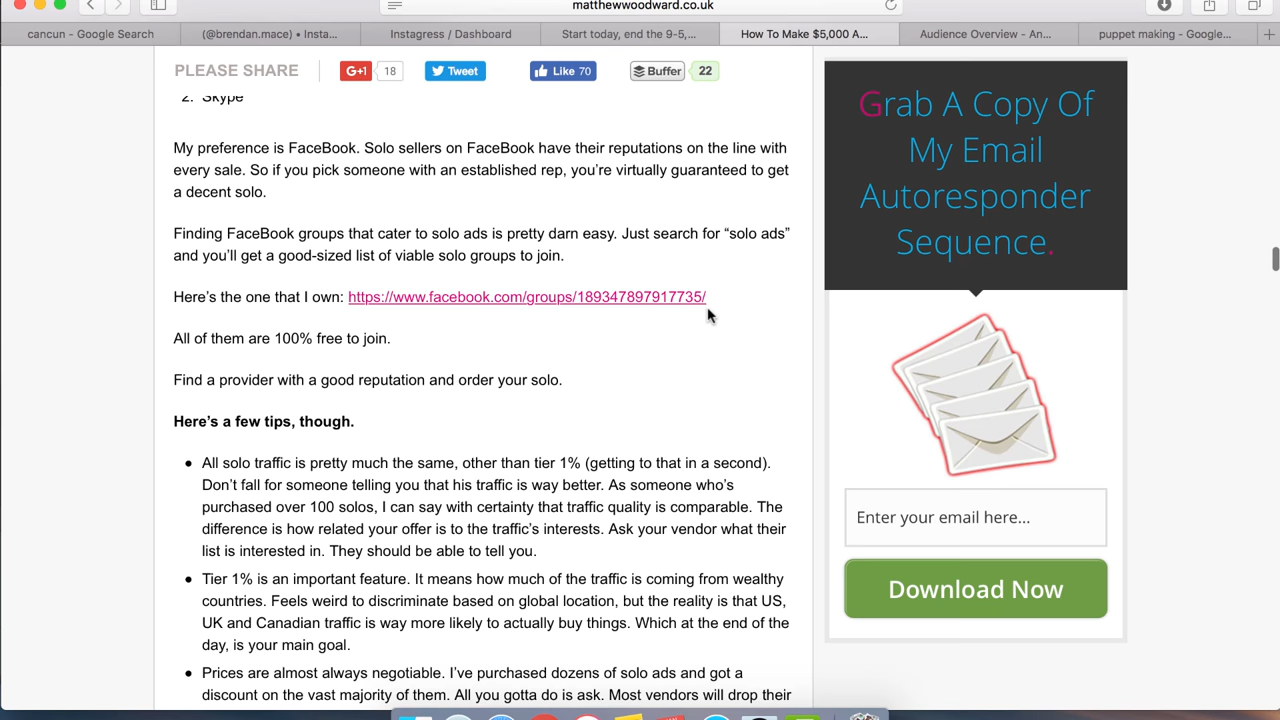 matthewwoodward.co.uk
cancun - Google Search
(@brendan.mace) • Insta...
Instagress / Dashboard
Start today, end the 9-5,...
How To Make $5,000 A...
Audience Overview - An...
puppet making - Google...
PLEASE SHARE
G+1
18
Tweet
Like 70
Buffer
22
2. Skype
My preference is FaceBook. Solo sellers on FaceBook have their reputations on the line with
every sale. So if you pick someone with an established rep, you’re virtually guaranteed to get
a decent solo.
Finding FaceBook groups that cater to solo ads is pretty darn easy. Just search for “solo ads”
and you’ll get a good-sized list of viable solo groups to join.
Here’s the one that I own: https://www.facebook.com/groups/189347897917735/
All of them are 100% free to join.
Find a provider with a good reputation and order your solo.
Here’s a few tips, though.
• All solo traffic is pretty much the same, other than tier 1% (getting to that in a second).
Don’t fall for someone telling you that his traffic is way better. As someone who’s
purchased over 100 solos, I can say with certainty that traffic quality is comparable. The
difference is how related your offer is to the traffic’s interests. Ask your vendor what their
list is interested in. They should be able to tell you.
• Tier 1% is an important feature. It means how much of the traffic is coming from wealthy
countries. Feels weird to discriminate based on global location, but the reality is that US,
UK and Canadian traffic is way more likely to actually buy things. Which at the end of the
day, is your main goal.
• Prices are almost always negotiable. I’ve purchased dozens of solo ads and got a
discount on the vast majority of them. All you gotta do is ask. Most vendors will drop their
Grab A Copy Of
My Email
Autoresponder
Sequence.
Enter your email here...
Download Now